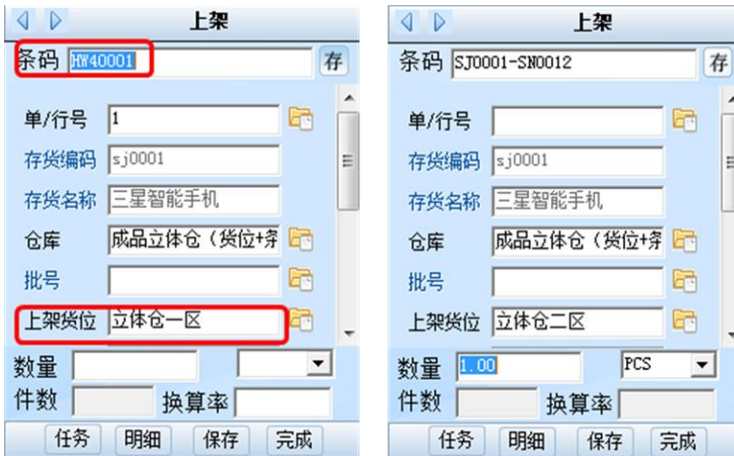 上架
条码 HW40001 存
单/行号 1
存货编码 sj0001
存货名称 三星智能手机
仓库 成品立体仓（货位+条
批号
上架货位 立体仓一区
数量
件数 换算率
任务 明细 保存 完成
上架
条码 SJ0001-SN0012 存
单/行号
存货编码 sj0001
存货名称 三星智能手机
仓库 成品立体仓（货位+条
批号
上架货位 立体仓二区
数量 1.00 PCS
件数 换算率
任务 明细 保存 完成